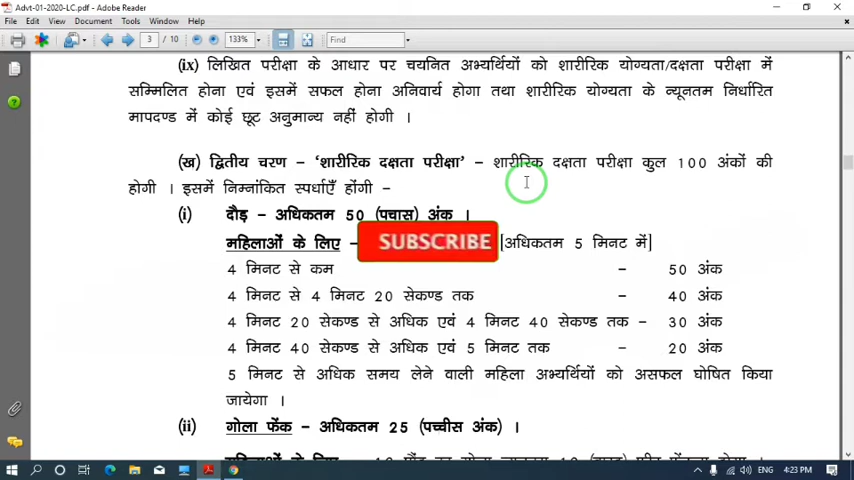 Advt-01-2020-LC.pdf - Adobe Reader
File Edit View Document Tools Window Help
3 / 10 133% Find
(ix) लिखित परीक्षा के आधार पर चयनित अभ्यर्थियों को शारीरिक योग्यता/दक्षता परीक्षा में
सम्मिलित होना एवं इसमें सफल होना अनिवार्य होगा तथा शारीरिक योग्यता के न्यूनतम निर्धारित
मापदण्ड में कोई छूट अनुमान्य नहीं होगी ।
(ख) द्वितीय चरण – ‘शारीरिक दक्षता परीक्षा’ – शारीरिक दक्षता परीक्षा कुल 100 अंकों की
होगी । इसमें निम्नांकित स्पर्धाएँ होंगी –
(i) दौड़ – अधिकतम 50 (पचास) अंक ।
महिलाओं के लिए – SUBSCRIBE [अधिकतम 5 मिनट में]
4 मिनट से कम – 50 अंक
4 मिनट से 4 मिनट 20 सेकण्ड तक – 40 अंक
4 मिनट 20 सेकण्ड से अधिक एवं 4 मिनट 40 सेकण्ड तक – 30 अंक
4 मिनट 40 सेकण्ड से अधिक एवं 5 मिनट तक – 20 अंक
5 मिनट से अधिक समय लेने वाली महिला अभ्यर्थियों को असफल घोषित किया
जायेगा ।
(ii) गोला फेंक – अधिकतम 25 (पच्चीस अंक) ।
ENG 4:23 PM